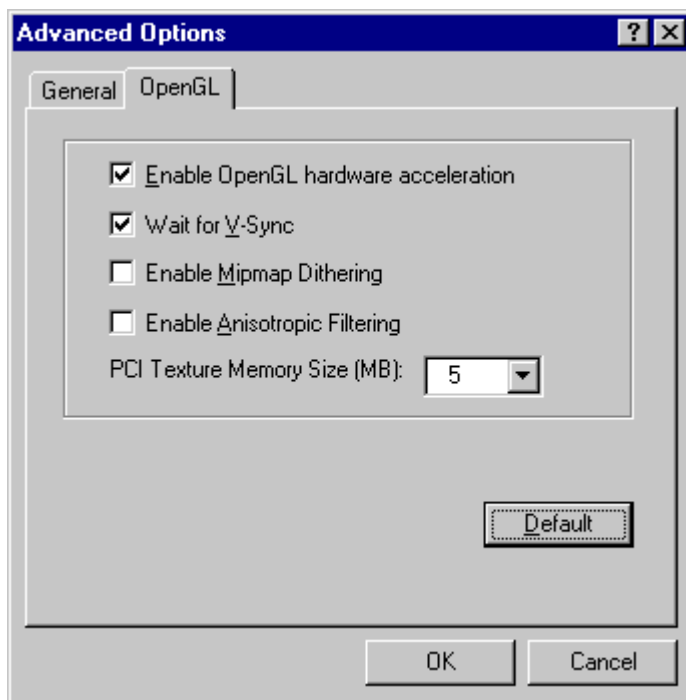 Advanced Options
General OpenGL
Enable OpenGL hardware acceleration
Wait for V-Sync
Enable Mipmap Dithering
Enable Anisotropic Filtering
PCI Texture Memory Size (MB): 5
Default
OK Cancel